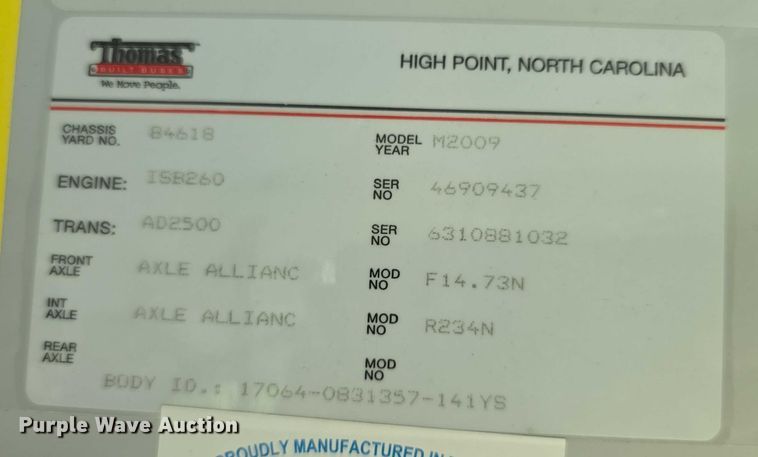 Thomas
BUILT BUSES
We Move People.
HIGH POINT, NORTH CAROLINA
CHASSIS YARD NO. 84618 MODEL YEAR M2009
ENGINE: ISB260 SER NO 46909437
TRANS: AD2500 SER NO 6310881032
FRONT AXLE AXLE ALLIANC MOD NO F14.73N
INT AXLE AXLE ALLIANC MOD NO R234N
REAR AXLE MOD NO
BODY ID.: 17064-0831357-141YS
Purple Wave Auction
PROUDLY MANUFACTURED IN